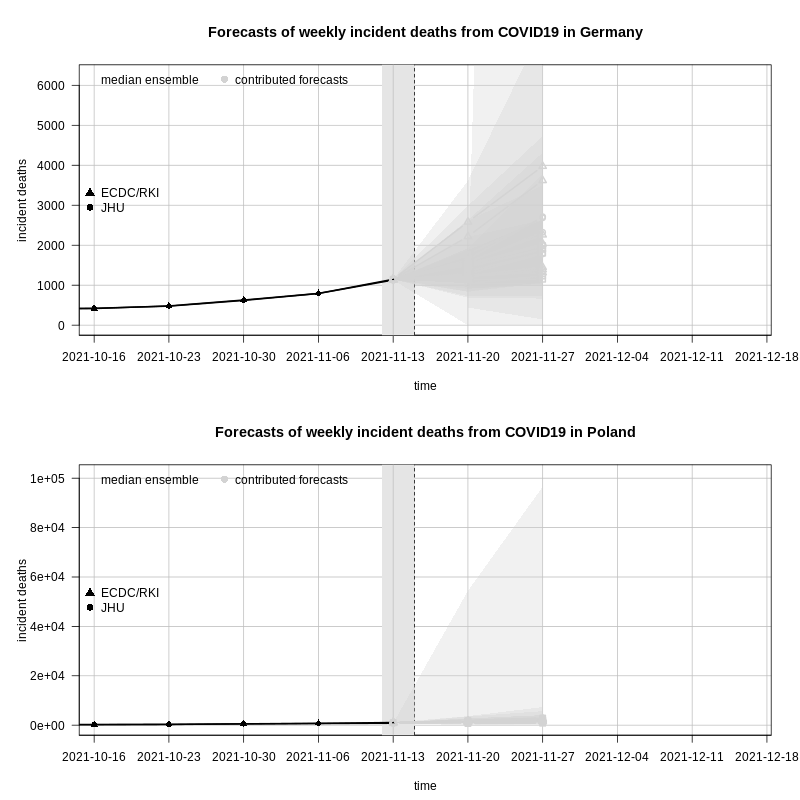 Forecasts of weekly incident deaths from COVID19 in Germany
median ensemble contributed forecasts
6000
5000
4000
3000
2000
1000
0
incident deaths
ECDC/RKI
JHU
2021-10-16 2021-10-23 2021-10-30 2021-11-06 2021-11-13 2021-11-20 2021-11-27 2021-12-04 2021-12-11 2021-12-18
time
Forecasts of weekly incident deaths from COVID19 in Poland
median ensemble contributed forecasts
1e+05
8e+04
6e+04
4e+04
2e+04
0e+00
incident deaths
ECDC/RKI
JHU
2021-10-16 2021-10-23 2021-10-30 2021-11-06 2021-11-13 2021-11-20 2021-11-27 2021-12-04 2021-12-11 2021-12-18
time